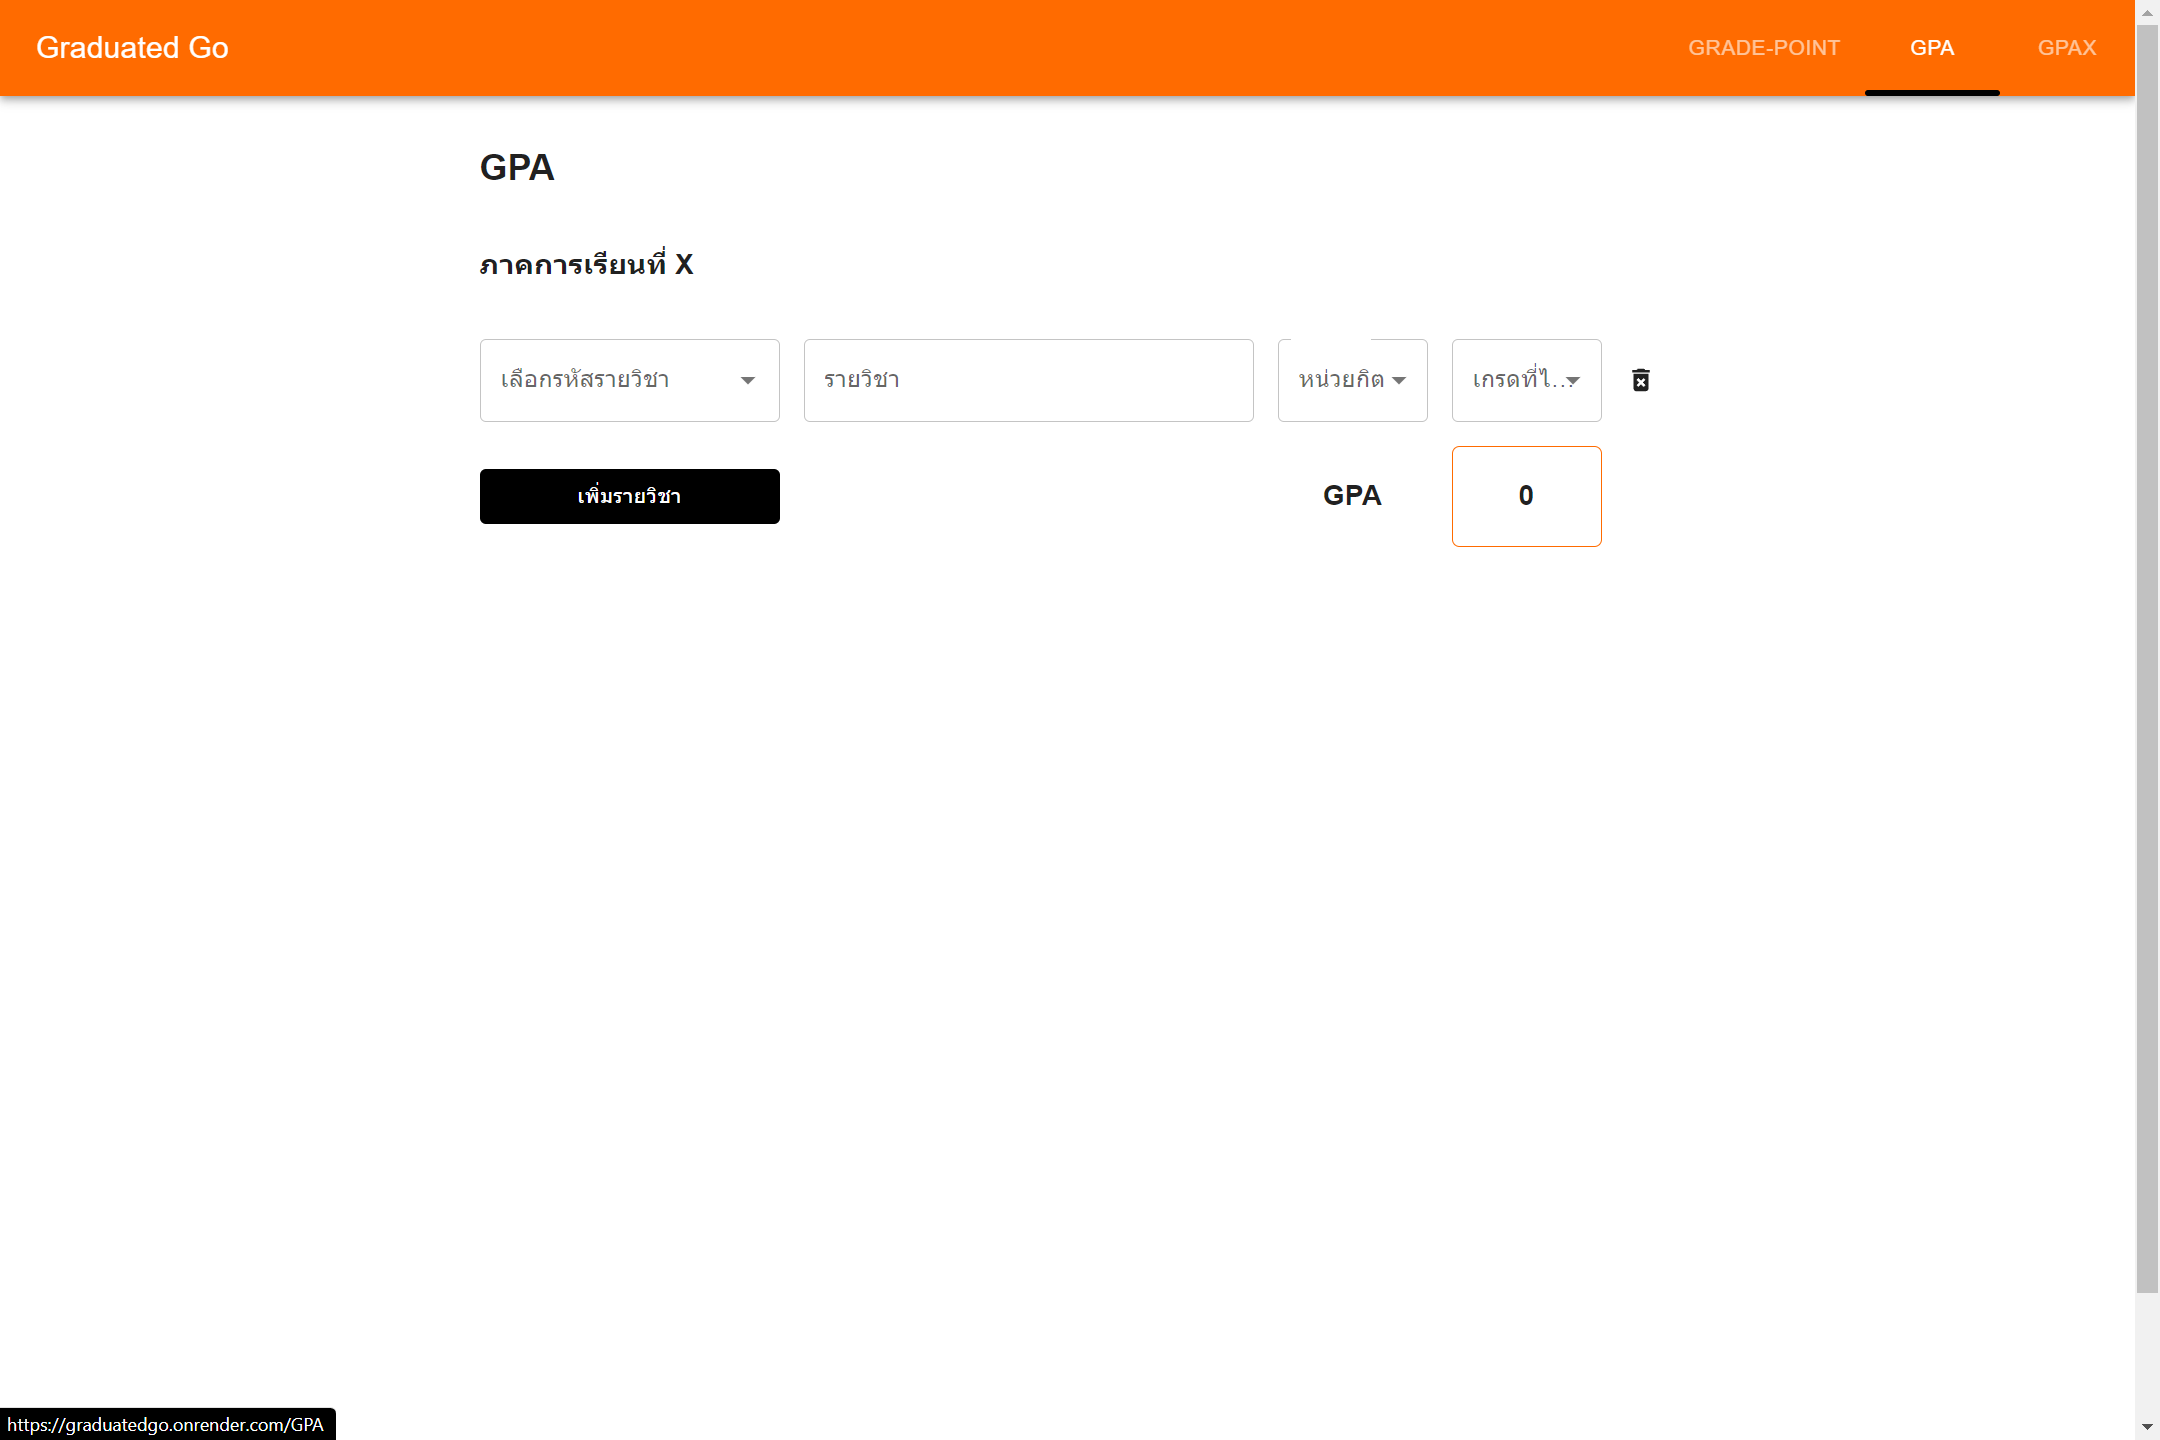 Graduated Go
GRADE-POINT
GPA
GPAX
GPA
ภาคการเรียนที่ X
เลือกรหัสรายวิชา
รายวิชา
หน่วยกิต
เกรดที่ไ...
เพิ่มรายวิชา
GPA
0
https://graduatedgo.onrender.com/GPA